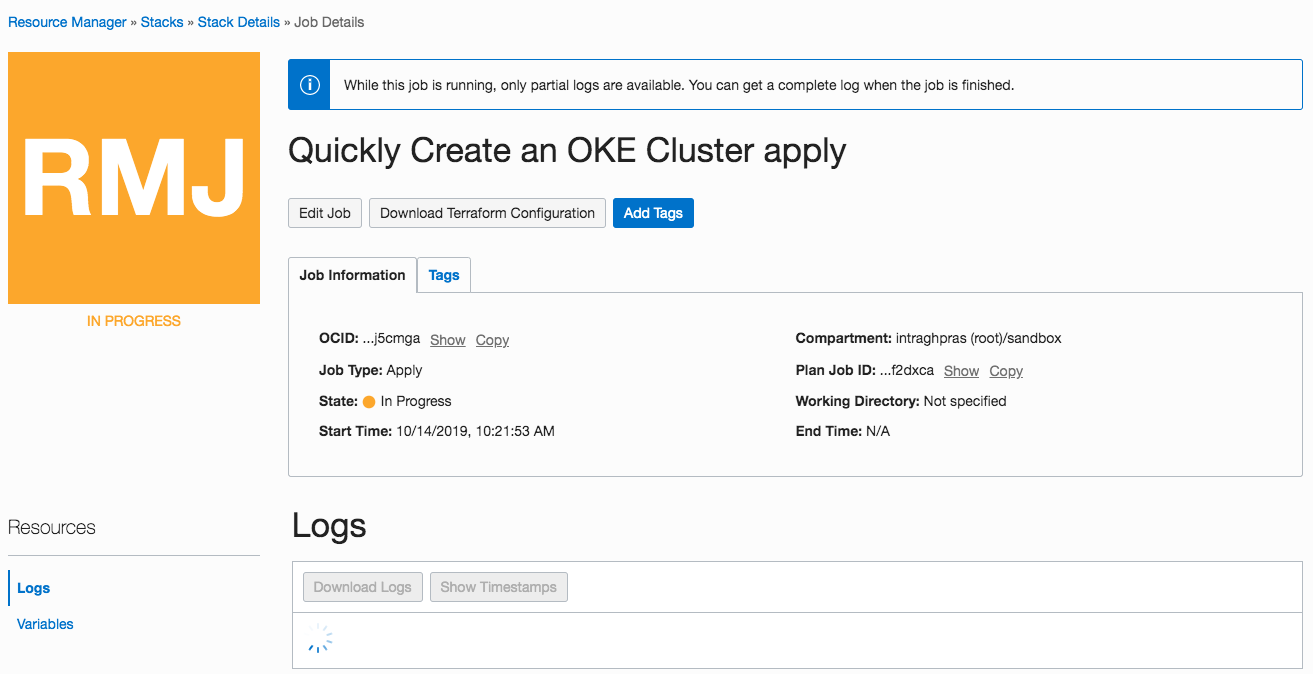 Resource Manager » Stacks » Stack Details » Job Details
RMJ
IN PROGRESS
While this job is running, only partial logs are available. You can get a complete log when the job is finished.
Quickly Create an OKE Cluster apply
Edit Job Download Terraform Configuration Add Tags
Job Information Tags
OCID: ...j5cmga Show Copy
Job Type: Apply
State: In Progress
Start Time: 10/14/2019, 10:21:53 AM
Compartment: intraghpras (root)/sandbox
Plan Job ID: ...f2dxca Show Copy
Working Directory: Not specified
End Time: N/A
Resources
Logs
Variables
Logs
Download Logs Show Timestamps